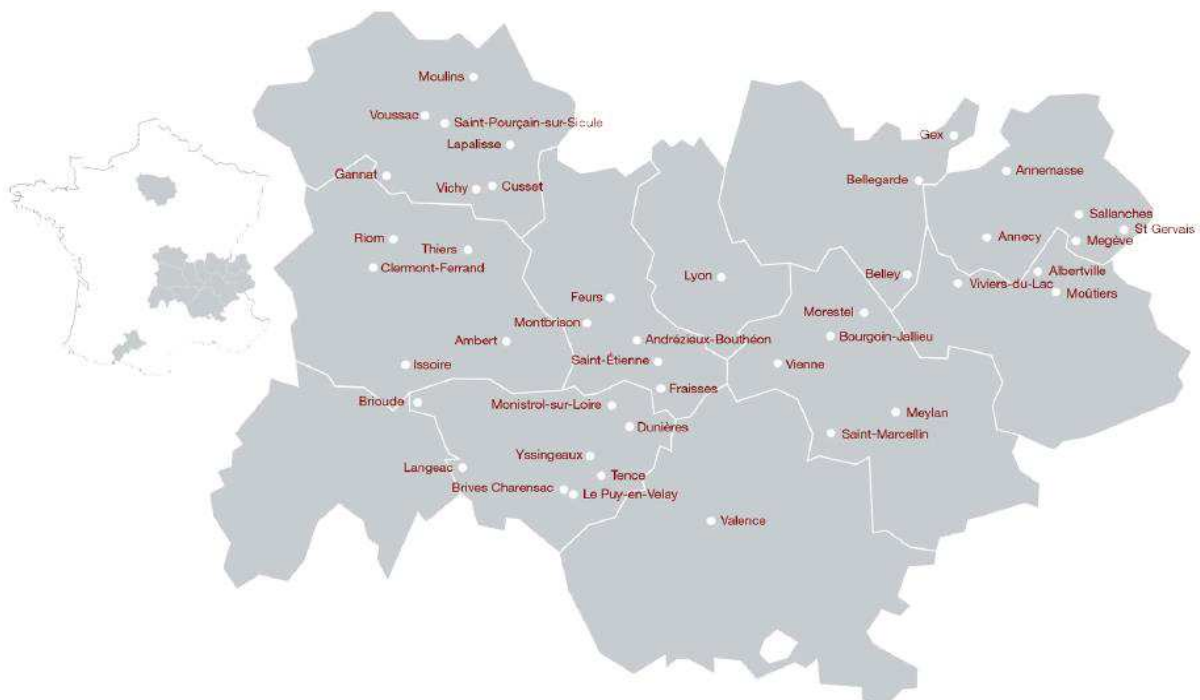 Moulins
Voussac
Saint-Pourçain-sur-Sicule
Lapalisse
Gex
Gannat
Vichy
Cusset
Bellegarde
Annemasse
Sallanches
St Gervais
Megève
Annecy
Riom
Thiers
Clermont-Ferrand
Lyon
Belley
Albertville
Viviers-du-Lac
Moûtiers
Feurs
Morestel
Montbrison
Ambert
Andrézieux-Bouthéon
Bourgoin-Jallieu
Saint-Étienne
Issoire
Vienne
Fraisses
Brioude
Monistrol-sur-Loire
Meylan
Dunières
Saint-Marcellin
Yssingeaux
Langeac
Tence
Brives Charensac
Le Puy-en-Velay
Valence